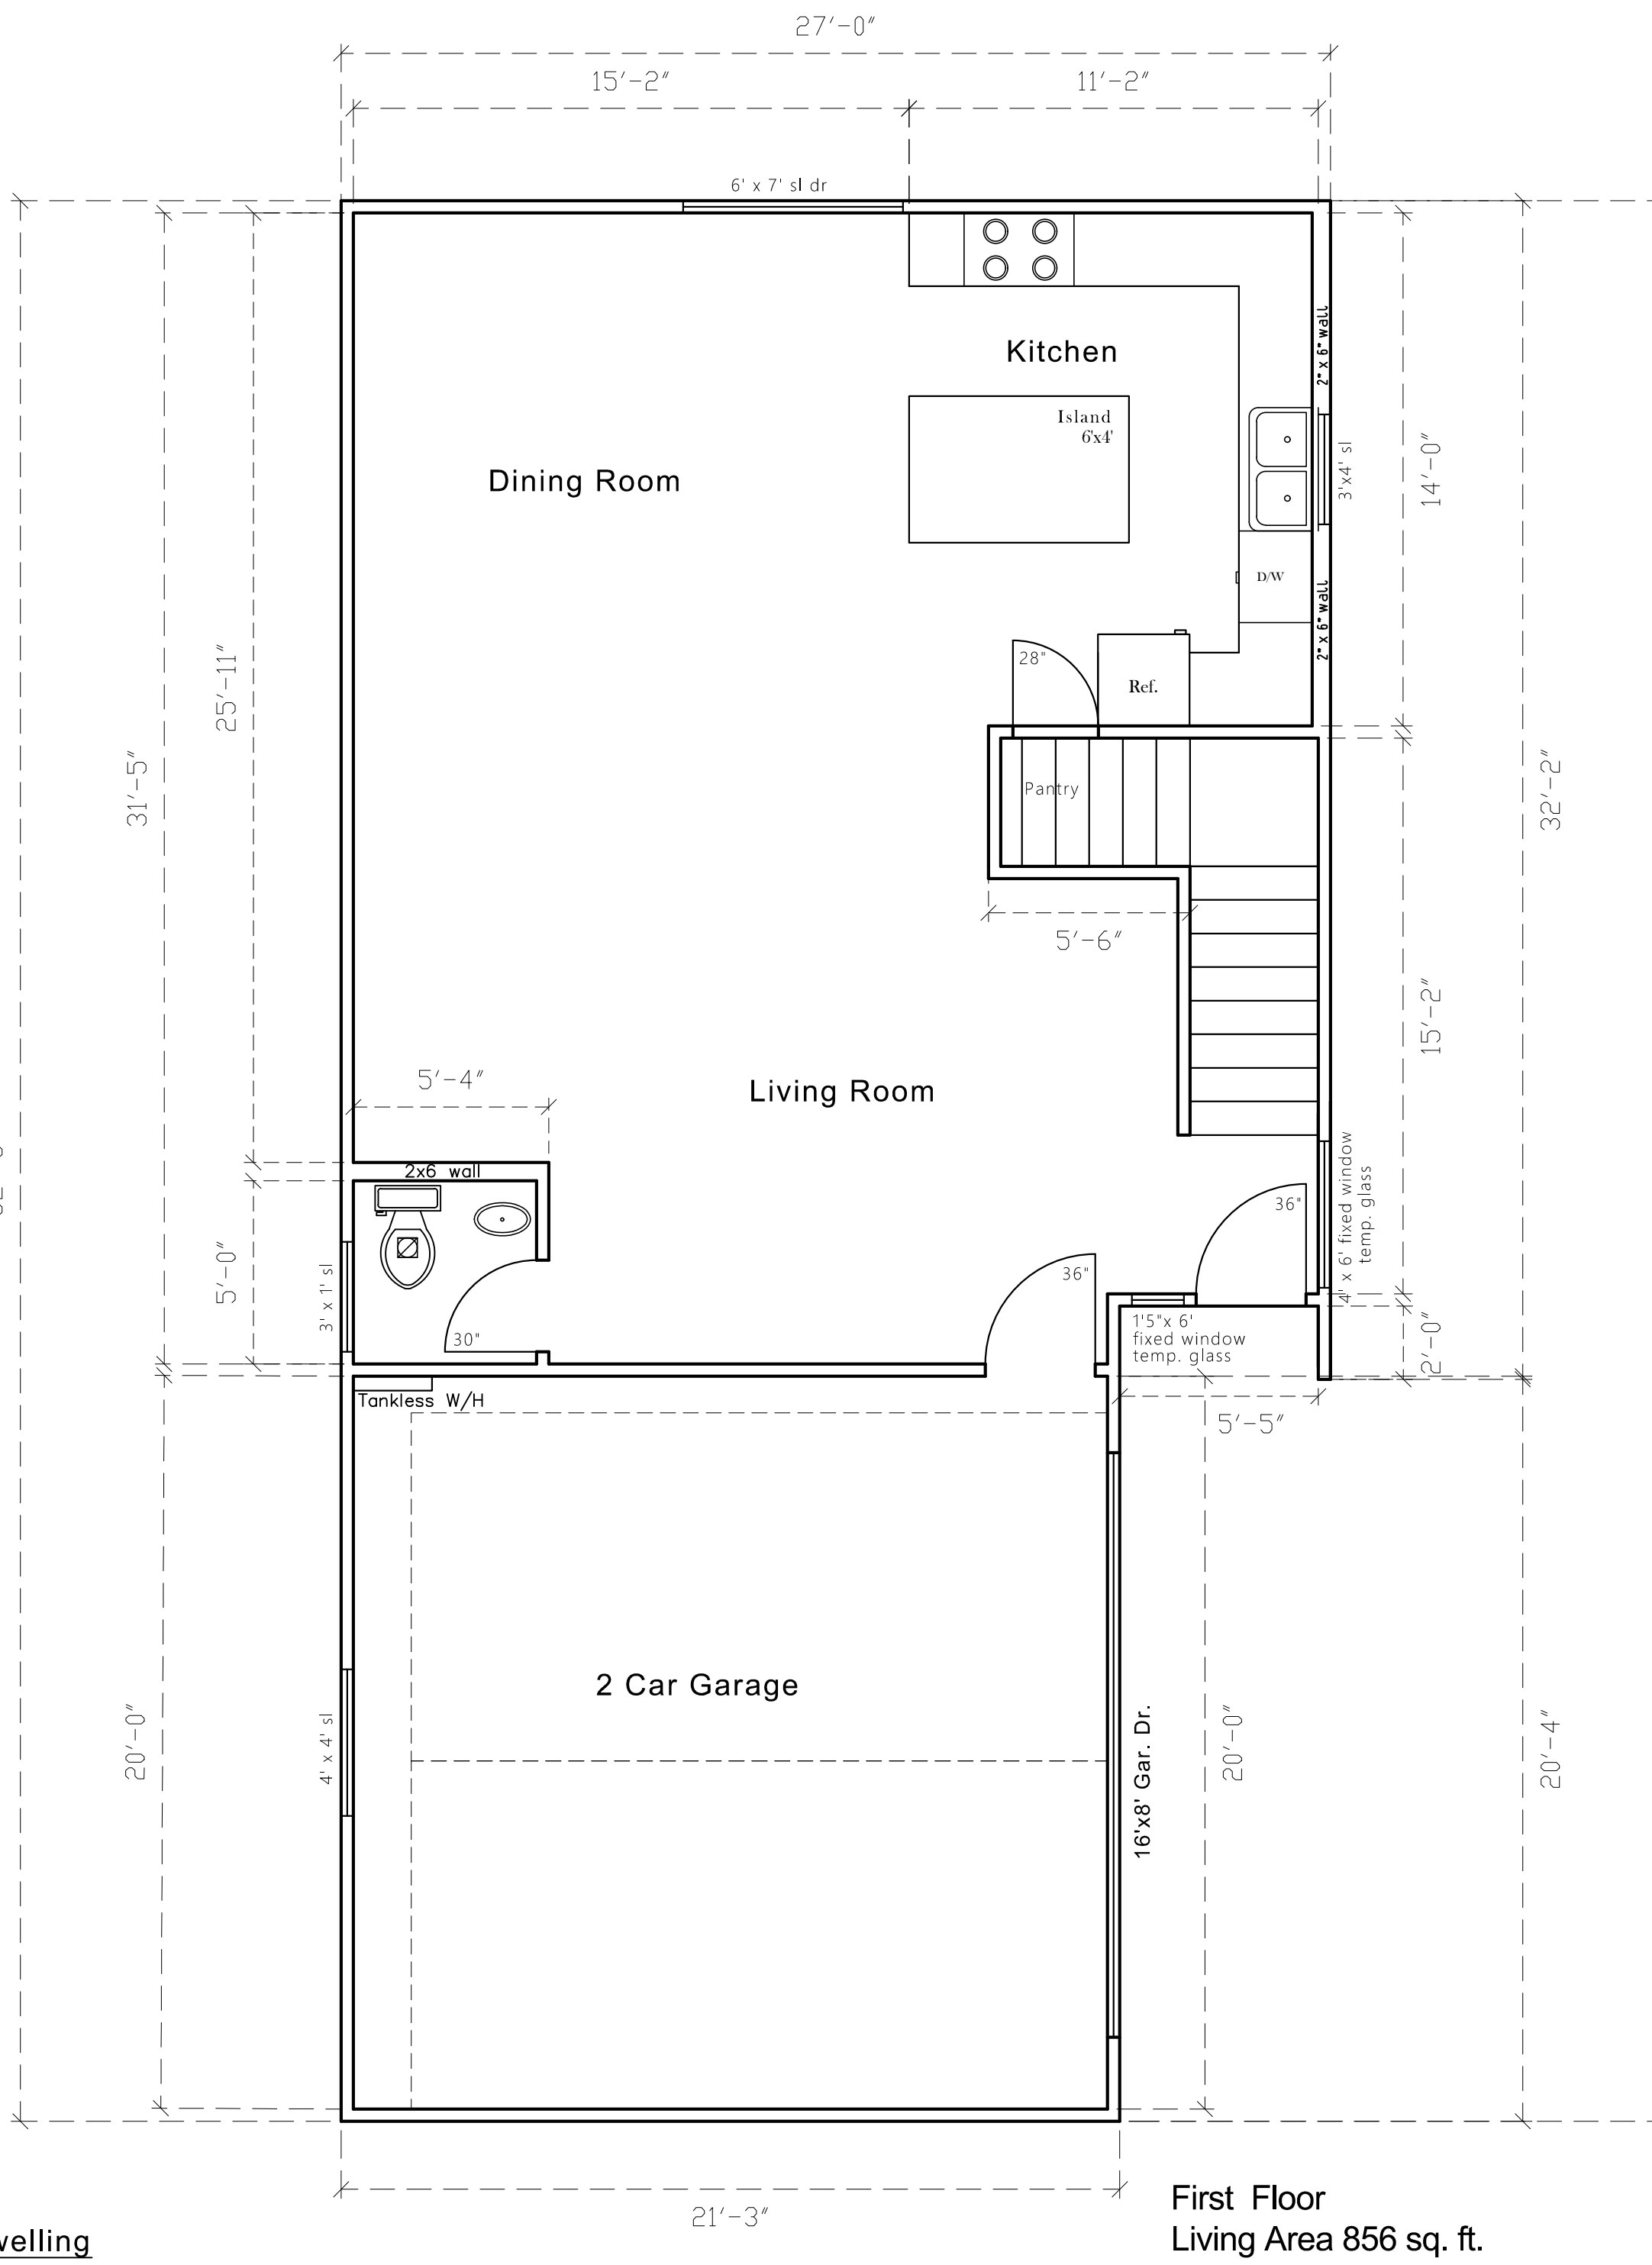 27'-0"
15'-2"
11'-2"
6' x 7' sl dr
Kitchen
2" x 6" wall
Island
6'x4'
Dining Room
3'x4' sl
14'-0"
D/W
2" x 6" wall
28"
Ref.
25'-11"
31'-5"
32'-2"
Pantry
5'-6"
15'-2"
5'-4"
Living Room
2x6 wall
4' x 6' fixed window
temp. glass
36"
36"
5'-0"
3' x 1' sl
30"
1'5"x 6'
fixed window
temp. glass
2'-0"
Tankless W/H
5'-5"
2 Car Garage
4' x 4' sl
20'-0"
16'x8' Gar. Dr.
20'-0"
20'-4"
21'-3"
First Floor
Living Area 856 sq. ft.
velling